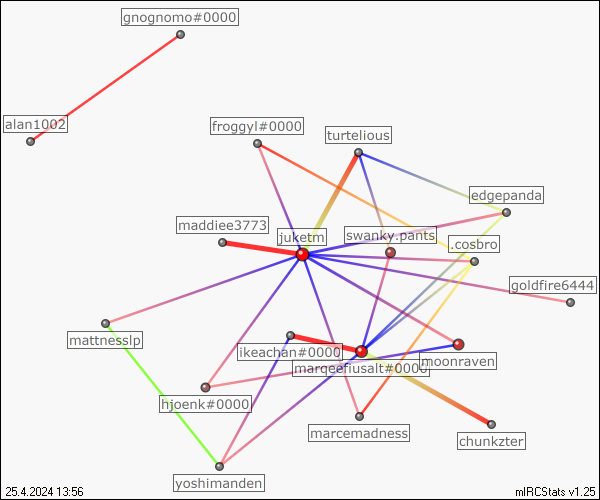 gnognomo#0000
alan1002
froggyl#0000
turtelious
edgepanda
maddiee3773
juketm
swanky.pants
.cosbro
goldfire6444
mattnesslp
ikeachan#0000
moonraven
marqeefiusalt#0000
hjoenk#0000
marcemadness
chunkzter
yoshimanden
25.4.2024 13:56
mIRCStats v1.25